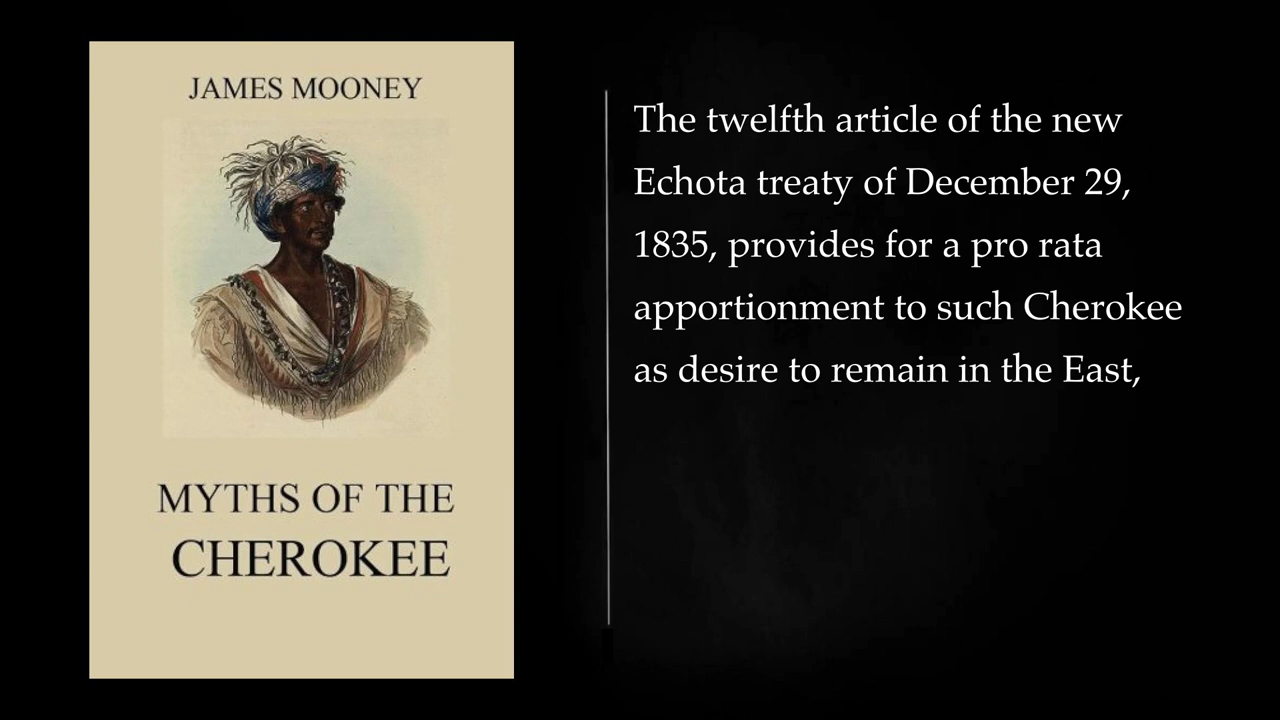 JAMES MOONEY
MYTHS OF THE
CHEROKEE
The twelfth article of the new
Echota treaty of December 29,
1835, provides for a pro rata
apportionment to such Cherokee
as desire to remain in the East,